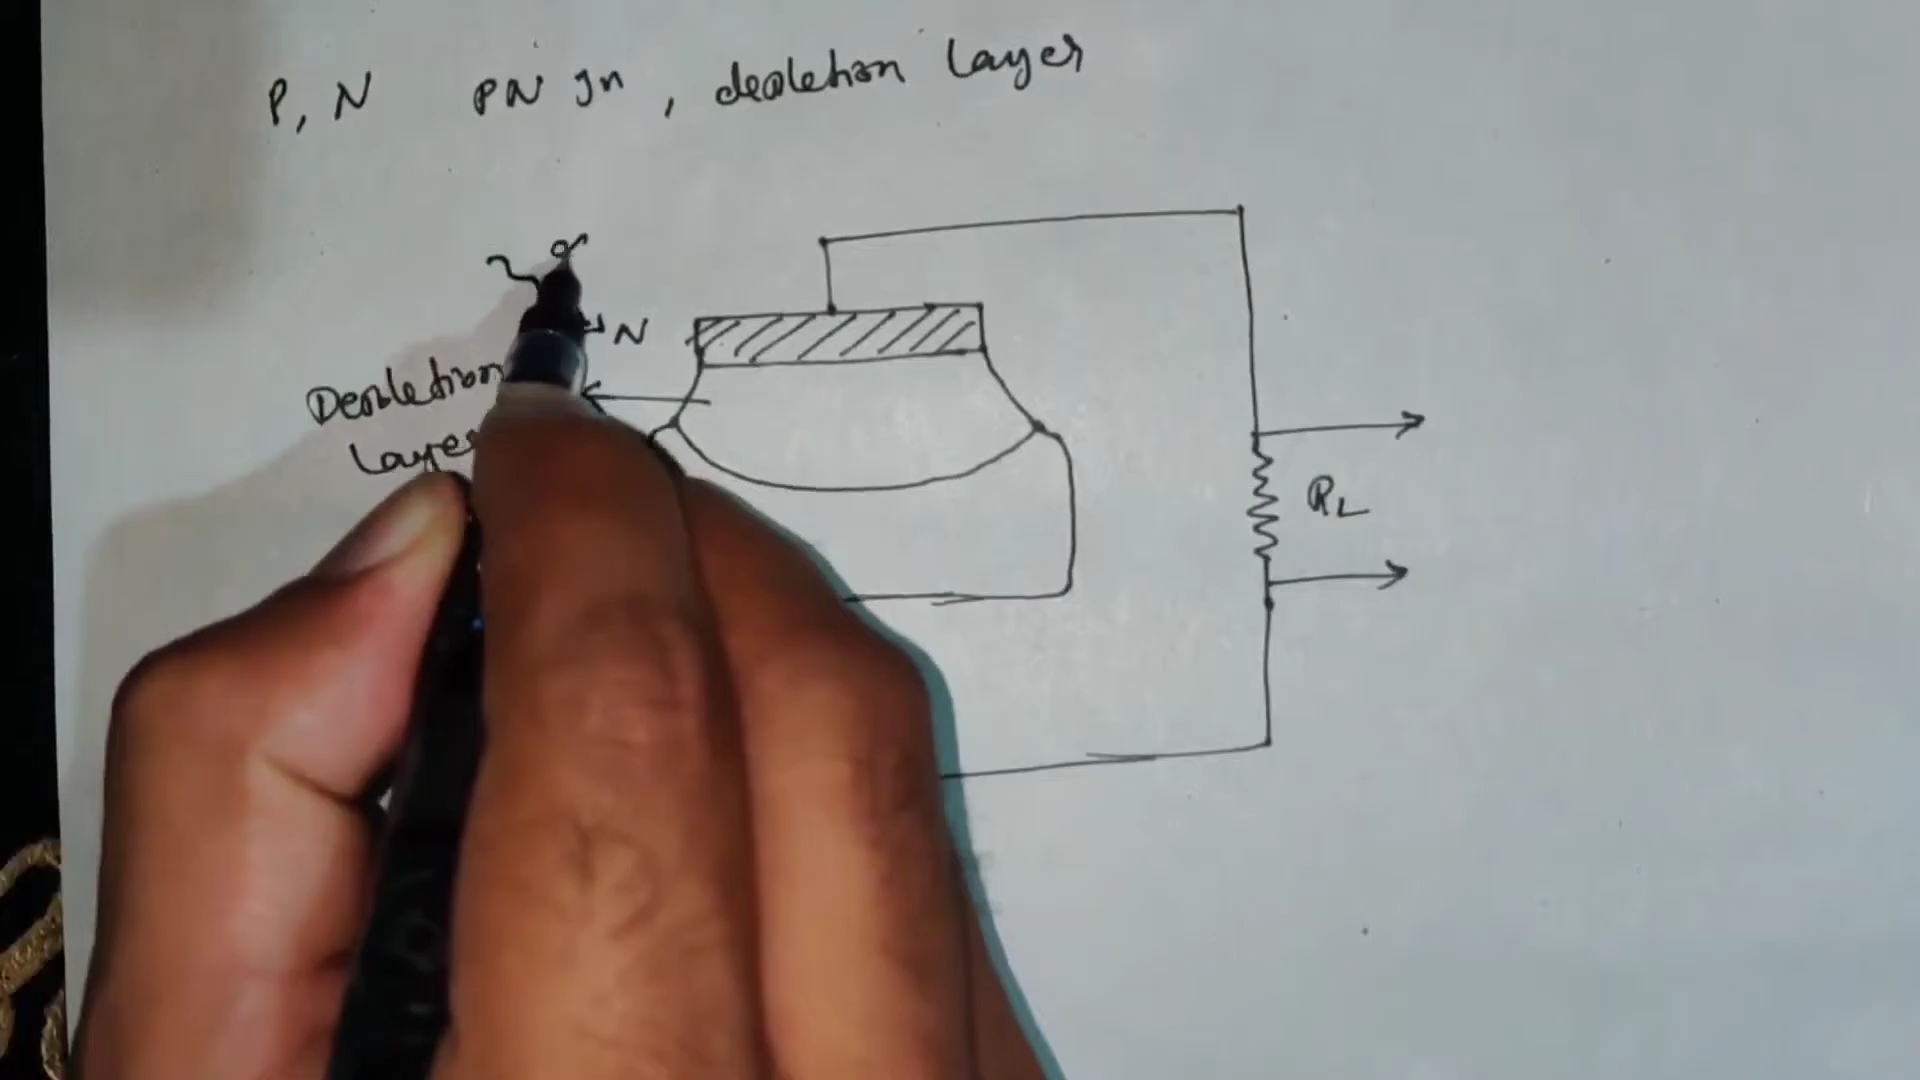 P, N PN Jn, depletion layer
N
Depletion
layer
RL